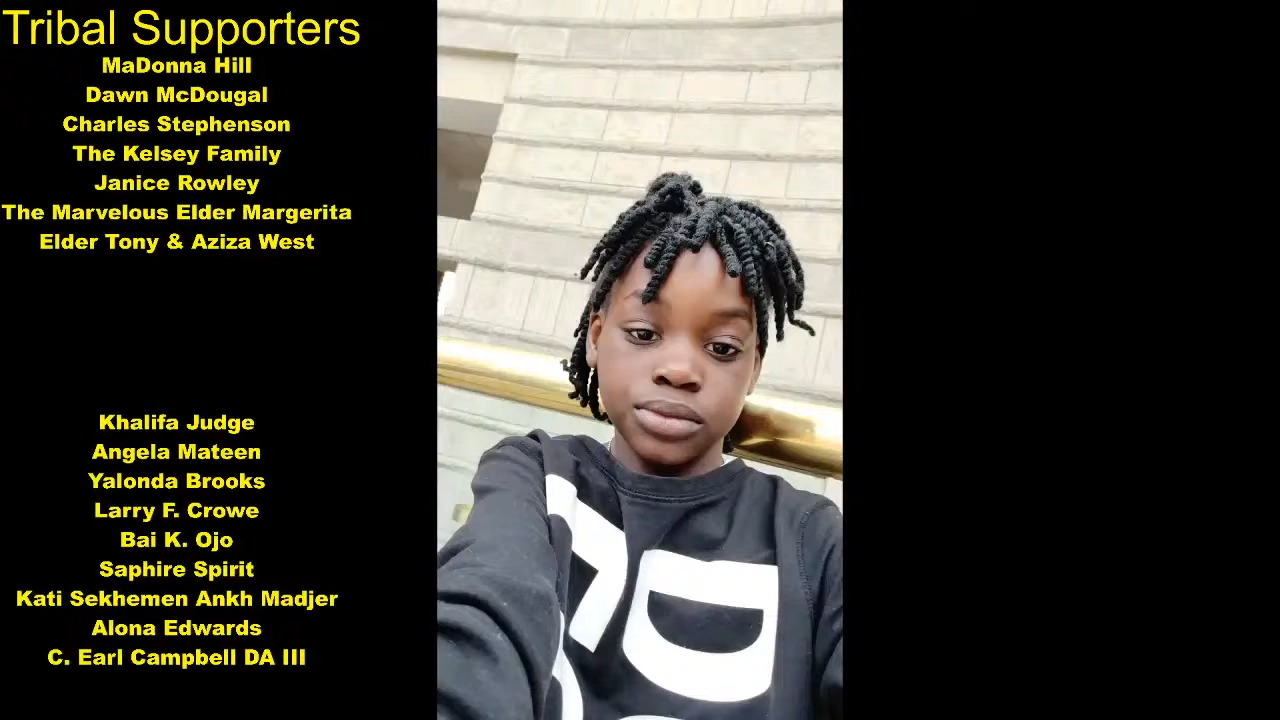 Tribal Supporters
MaDonna Hill
Dawn McDougal
Charles Stephenson
The Kelsey Family
Janice Rowley
The Marvelous Elder Margerita
Elder Tony & Aziza West
Khalifa Judge
Angela Mateen
Yalonda Brooks
Larry F. Crowe
Bai K. Ojo
Saphire Spirit
Kati Sekhemen Ankh Madjer
Alona Edwards
C. Earl Campbell DA III